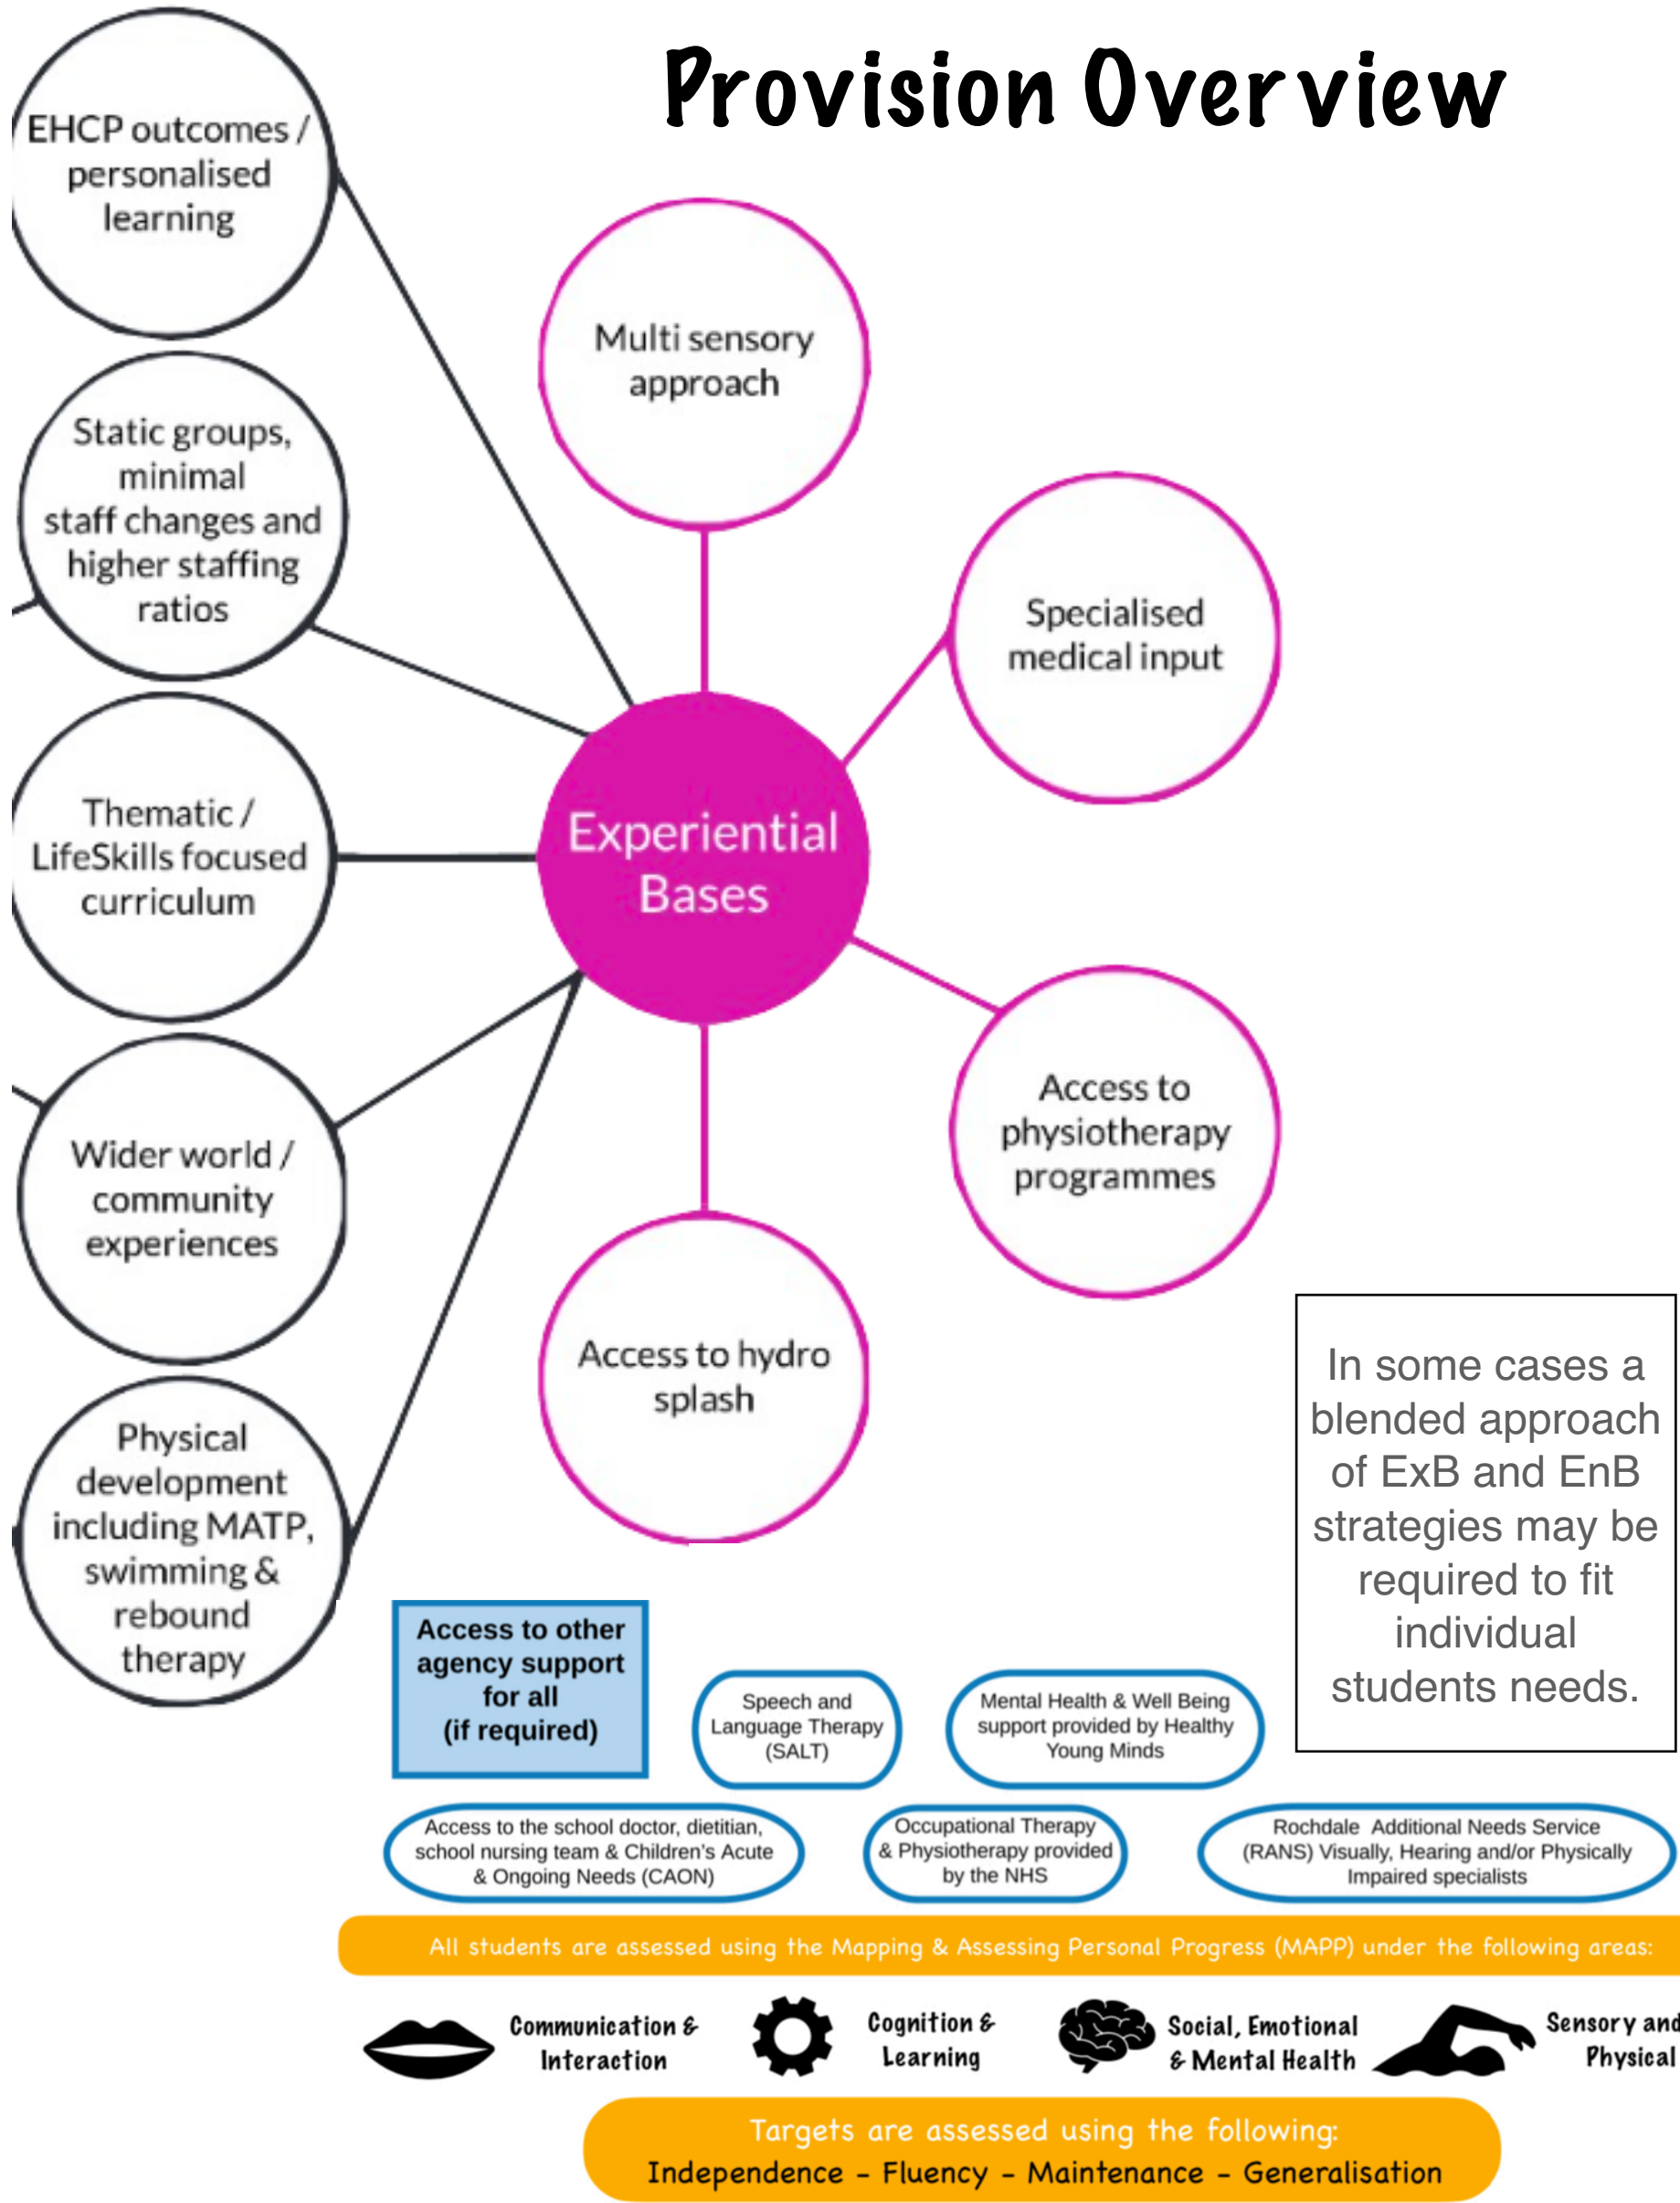 Provision Overview
EHCP outcomes /
personalised
learning
Static groups,
minimal
staff changes and
higher staffing
ratios
Thematic /
LifeSkills focused
curriculum
Wider world /
community
experiences
Physical
development
including MATP,
swimming &
rebound
therapy
Multi sensory
approach
Specialised
medical input
Experiential
Bases
Access to
physiotherapy
programmes
Access to hydro
splash
In some cases a
blended approach
of ExB and EnB
strategies may be
required to fit
individual
students needs.
Access to other
agency support
for all
(if required)
Speech and
Language Therapy
(SALT)
Mental Health & Well Being
support provided by Healthy
Young Minds
Access to the school doctor, dietitian,
school nursing team & Children's Acute
& Ongoing Needs (CAON)
Occupational Therapy
& Physiotherapy provided
by the NHS
Rochdale Additional Needs Service
(RANS) Visually, Hearing and/or Physically
Impaired specialists
All students are assessed using the Mapping & Assessing Personal Progress (MAPP) under the following areas:
Communication &
Interaction
Cognition &
Learning
Social, Emotional
& Mental Health
Sensory and
Physical
Targets are assessed using the following:
Independence - Fluency - Maintenance - Generalisation